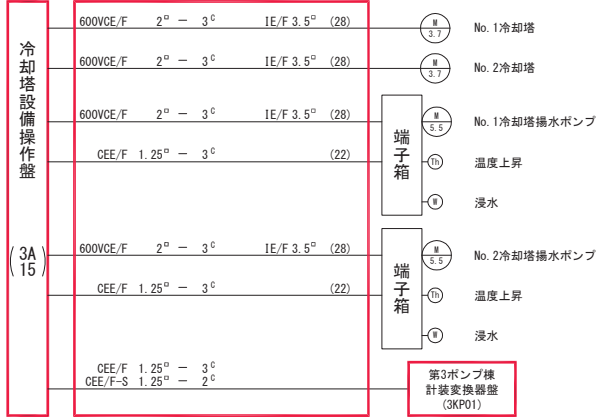 冷却塔設備操作盤
(3A
15)
600VCE/F 2□ － 3C IE/F 3.5□ (28)
M
3.7
No.1冷却塔
600VCE/F 2□ － 3C IE/F 3.5□ (28)
M
3.7
No.2冷却塔
600VCE/F 2□ － 3C IE/F 3.5□ (28)
端子箱
M
5.5
No.1冷却塔揚水ポンプ
CEE/F 1.25□ － 3C (22)
Th
温度上昇
W
浸水
600VCE/F 2□ － 3C IE/F 3.5□ (28)
端子箱
M
5.5
No.2冷却塔揚水ポンプ
CEE/F 1.25□ － 3C (22)
Th
温度上昇
W
浸水
CEE/F 1.25□ － 3C
CEE/F-S 1.25□ － 2C
第3ポンプ棟
計装変換器盤
(3KP01)